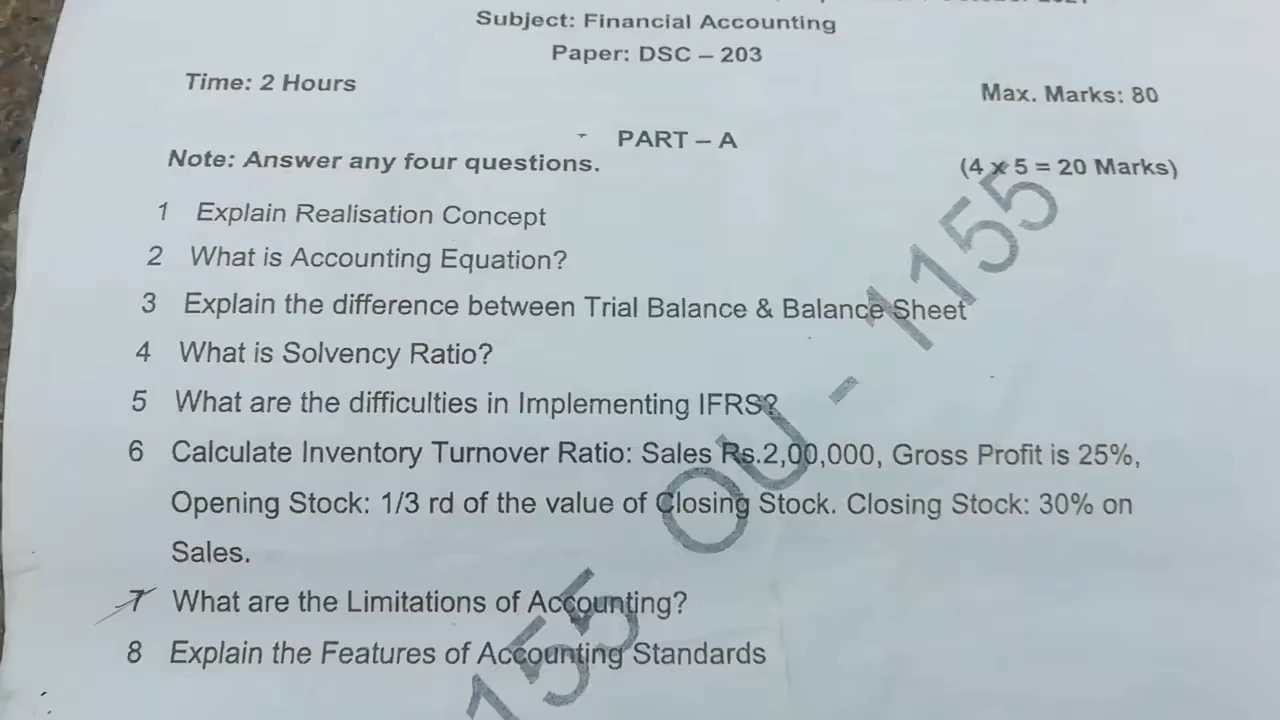 Subject: Financial Accounting
Paper: DSC – 203
Time: 2 Hours
Max. Marks: 80
PART – A
Note: Answer any four questions.
(4 x 5 = 20 Marks)
1 Explain Realisation Concept
2 What is Accounting Equation?
3 Explain the difference between Trial Balance & Balance Sheet
4 What is Solvency Ratio?
5 What are the difficulties in Implementing IFRS?
6 Calculate Inventory Turnover Ratio: Sales Rs.2,00,000, Gross Profit is 25%,
Opening Stock: 1/3 rd of the value of Closing Stock. Closing Stock: 30% on
Sales.
7 What are the Limitations of Accounting?
8 Explain the Features of Accounting Standards
155 OU - 1155